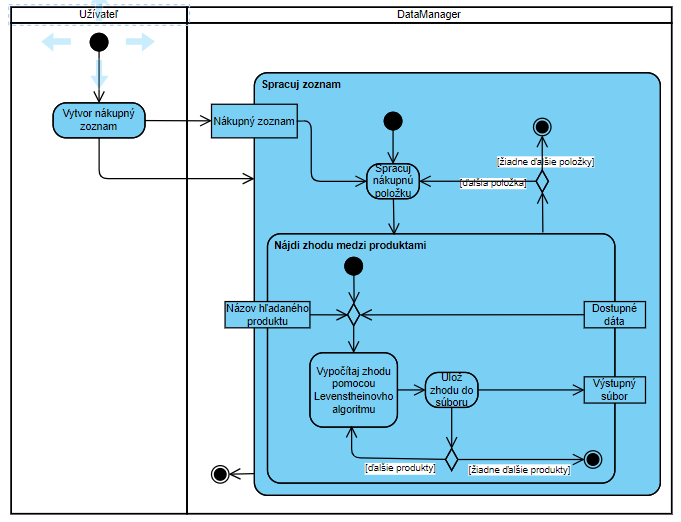 Užívateľ
DataManager
Spracuj zoznam
Vytvor nákupný
zoznam
Nákupný zoznam
[žiadne ďalšie položky]
Spracuj
nákupnú
položku
[ďalšia položka]
Nájdi zhodu medzi produktami
Názov hľadaného
produktu
Dostupné
dáta
Vypočítaj zhodu
pomocou
Levenstheinovho
algoritmu
Ulož
zhodu do
súboru
Výstupný
súbor
[ďalšie produkty]
[žiadne ďalšie produkty]